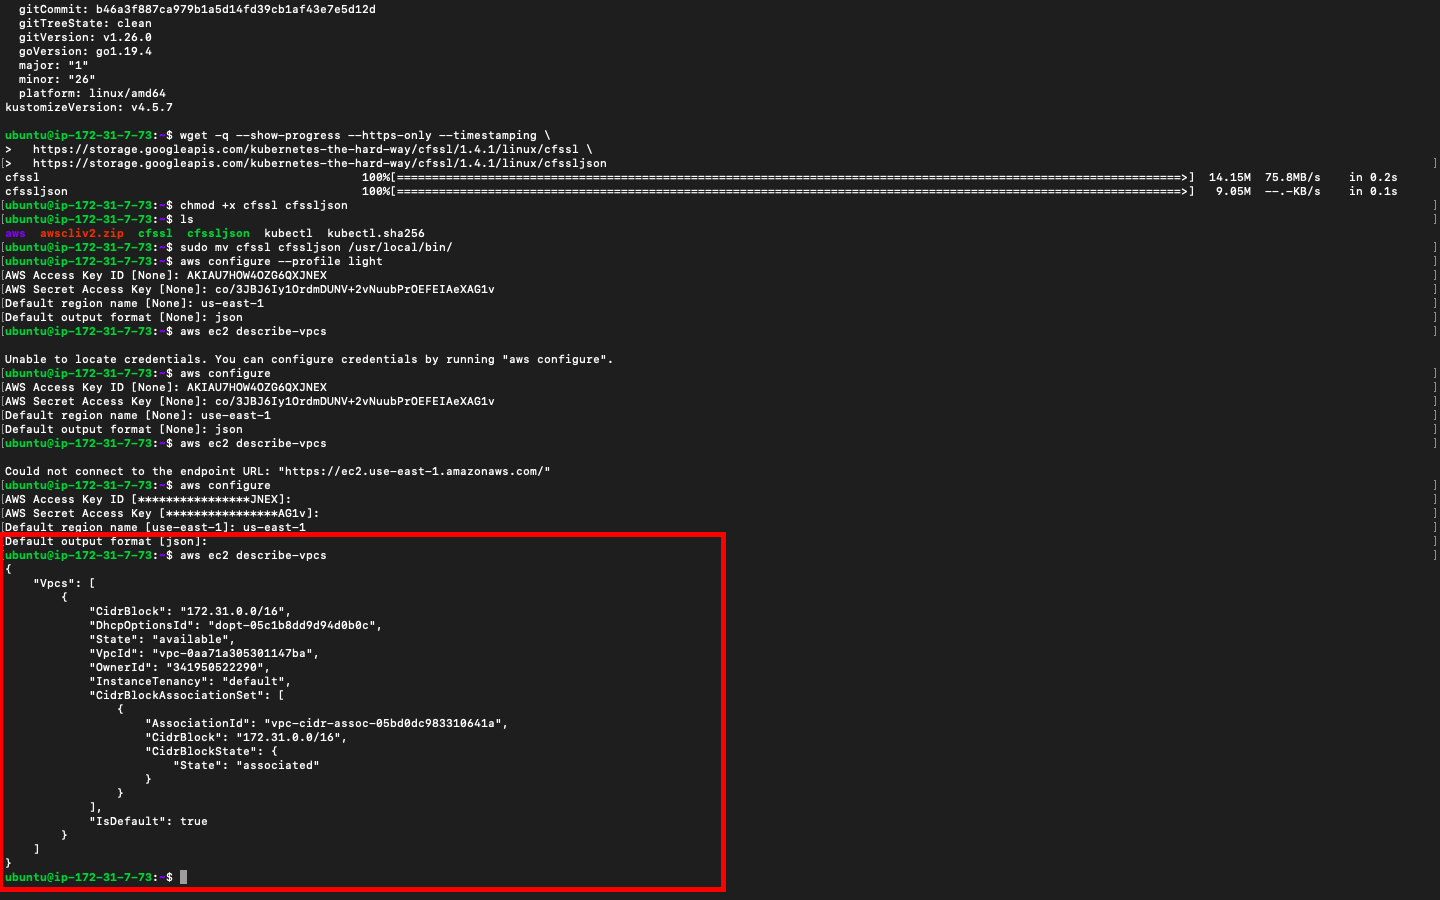 gitCommit: b46a3f887ca979b1a5d14fd39cb1af43e7e5d12d
gitTreeState: clean
gitVersion: v1.26.0
goVersion: go1.19.4
major: "1"
minor: "26"
platform: linux/amd64
kustomizeVersion: v4.5.7
ubuntu@ip-172-31-7-73:~$ wget -q --show-progress --https-only --timestamping \
>   https://storage.googleapis.com/kubernetes-the-hard-way/cfssl/1.4.1/linux/cfssl \
[>   https://storage.googleapis.com/kubernetes-the-hard-way/cfssl/1.4.1/linux/cfssljson ]
cfssl 100%[================================================================================================================>] 14.15M 75.8MB/s in 0.2s
cfssljson 100%[================================================================================================================>] 9.05M --.-KB/s in 0.1s
[ubuntu@ip-172-31-7-73:~$ chmod +x cfssl cfssljson ]
[ubuntu@ip-172-31-7-73:~$ ls ]
aws awscliv2.zip cfssl cfssljson kubectl kubectl.sha256
[ubuntu@ip-172-31-7-73:~$ sudo mv cfssl cfssljson /usr/local/bin/ ]
[ubuntu@ip-172-31-7-73:~$ aws configure --profile light ]
[AWS Access Key ID [None]: AKIAU7HOW4OZG6QXJNEX ]
[AWS Secret Access Key [None]: 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 ]
[Default region name [None]: us-east-1 ]
[Default output format [None]: json ]
[ubuntu@ip-172-31-7-73:~$ aws ec2 describe-vpcs ]
Unable to locate credentials. You can configure credentials by running "aws configure".
[ubuntu@ip-172-31-7-73:~$ aws configure ]
[AWS Access Key ID [None]: AKIAU7HOW4OZG6QXJNEX ]
[AWS Secret Access Key [None]: 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 ]
[Default region name [None]: use-east-1 ]
[Default output format [None]: json ]
[ubuntu@ip-172-31-7-73:~$ aws ec2 describe-vpcs ]
Could not connect to the endpoint URL: "https://ec2.use-east-1.amazonaws.com/"
[ubuntu@ip-172-31-7-73:~$ aws configure ]
[AWS Access Key ID [****************JNEX]: ]
[AWS Secret Access Key [****************AG1v]: ]
[Default region name [use-east-1]: us-east-1 ]
[Default output format [json]: ]
[ubuntu@ip-172-31-7-73:~$ aws ec2 describe-vpcs ]
{
"Vpcs": [
{
"CidrBlock": "172.31.0.0/16",
"DhcpOptionsId": "dopt-05c1b8dd9d94d0b0c",
"State": "available",
"VpcId": "vpc-0aa71a305301147ba",
"OwnerId": "341950522290",
"InstanceTenancy": "default",
"CidrBlockAssociationSet": [
{
"AssociationId": "vpc-cidr-assoc-05bd0dc983310641a",
"CidrBlock": "172.31.0.0/16",
"CidrBlockState": {
"State": "associated"
}
}
],
"IsDefault": true
}
]
}
ubuntu@ip-172-31-7-73:~$